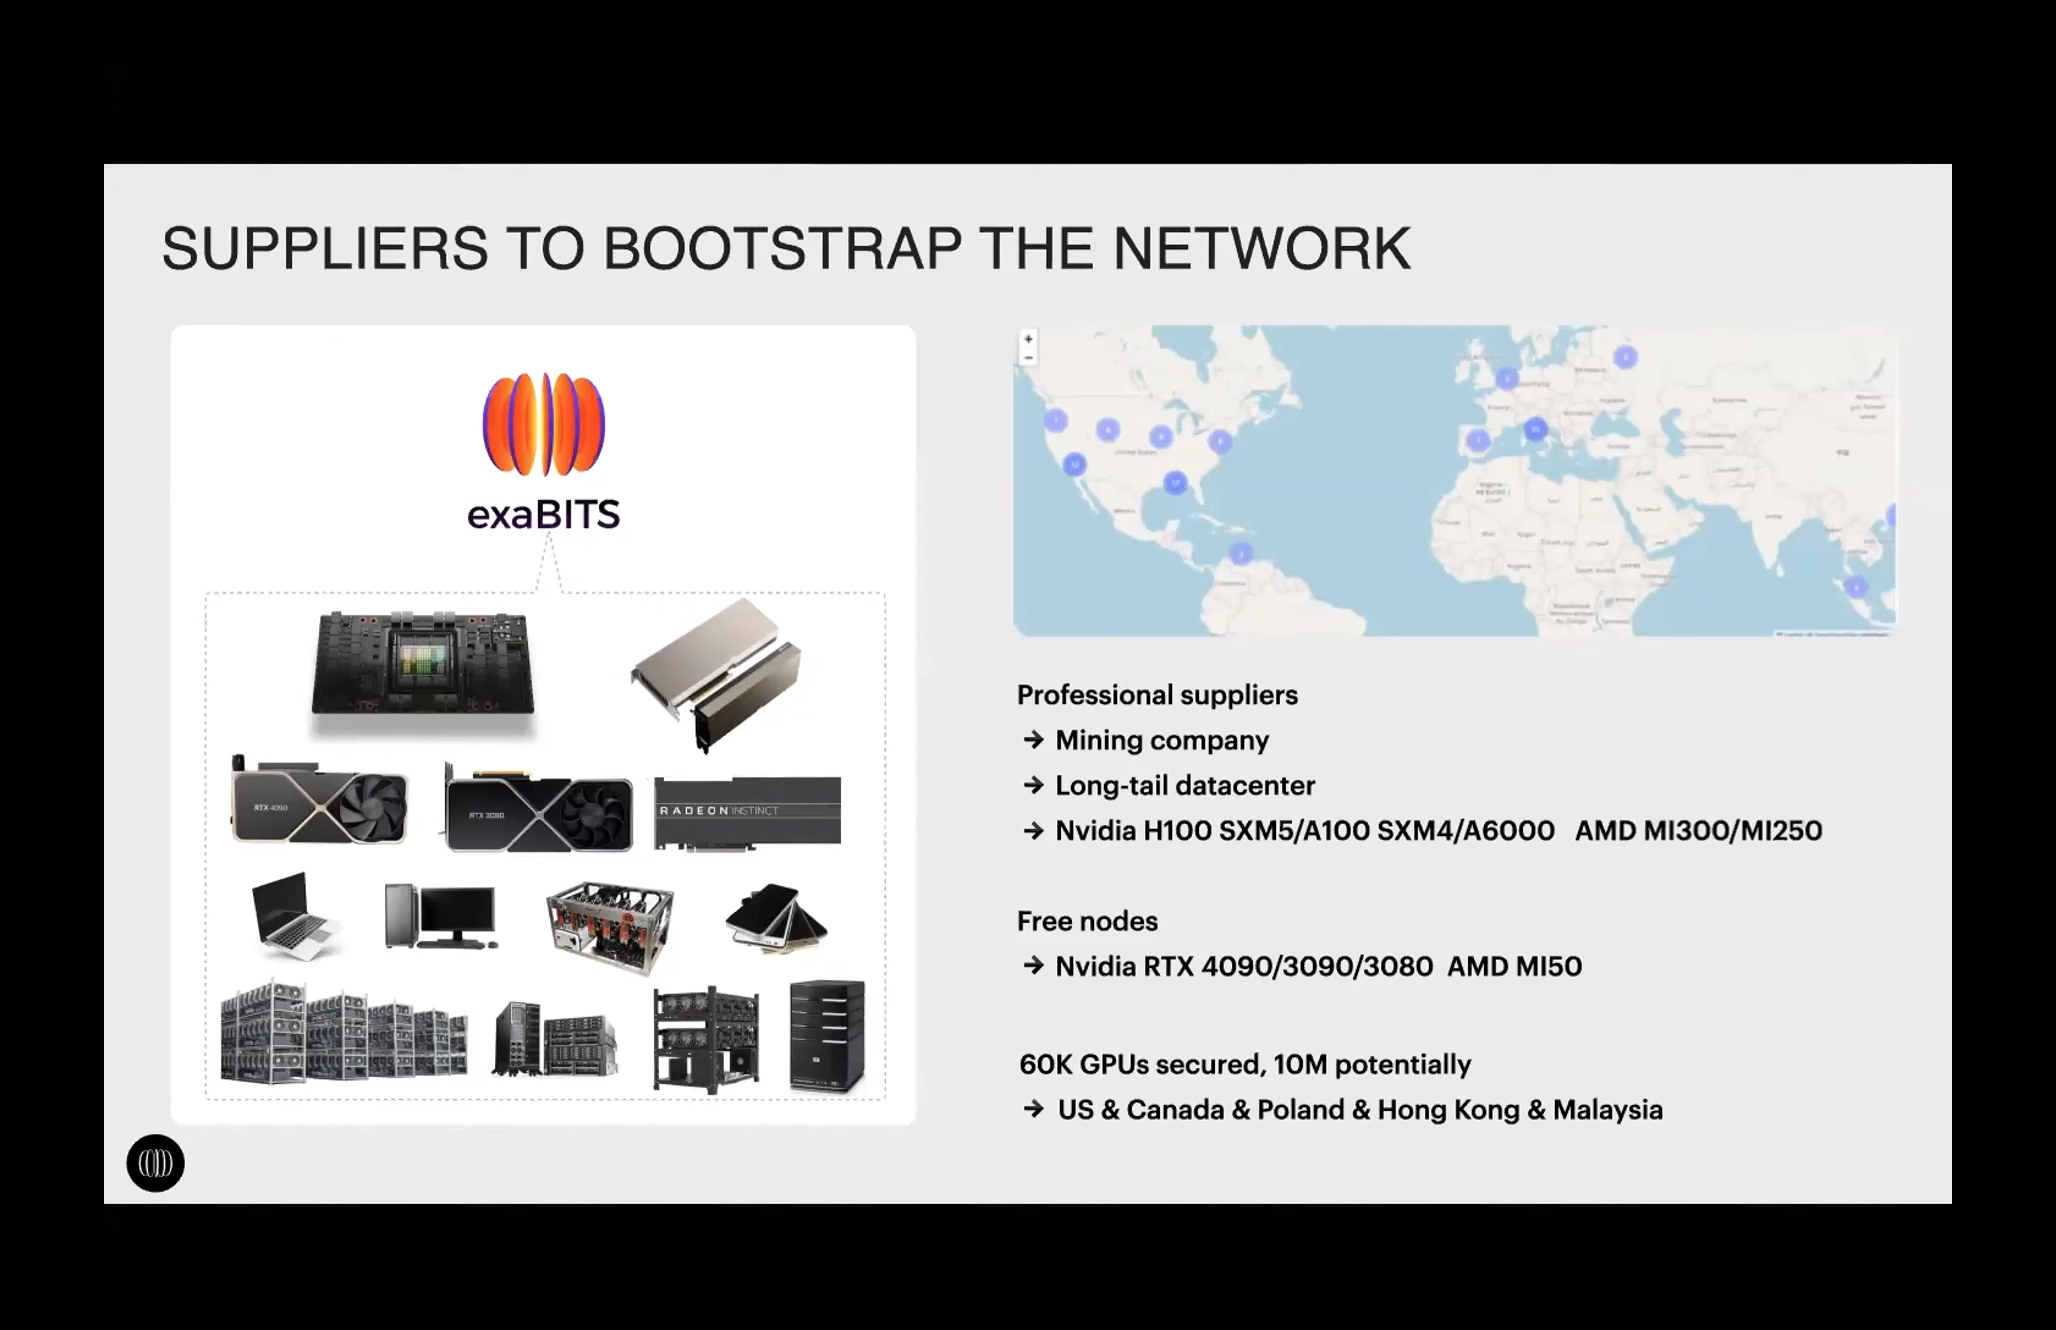 SUPPLIERS TO BOOTSTRAP THE NETWORK
exaBITS
RTX 4090
RTX 3080
RADEON INSTINCT
+
−
United States
Professional suppliers
→ Mining company
→ Long-tail datacenter
→ Nvidia H100 SXM5/A100 SXM4/A6000 AMD MI300/MI250
Free nodes
→ Nvidia RTX 4090/3090/3080 AMD MI50
60K GPUs secured, 10M potentially
→ US & Canada & Poland & Hong Kong & Malaysia